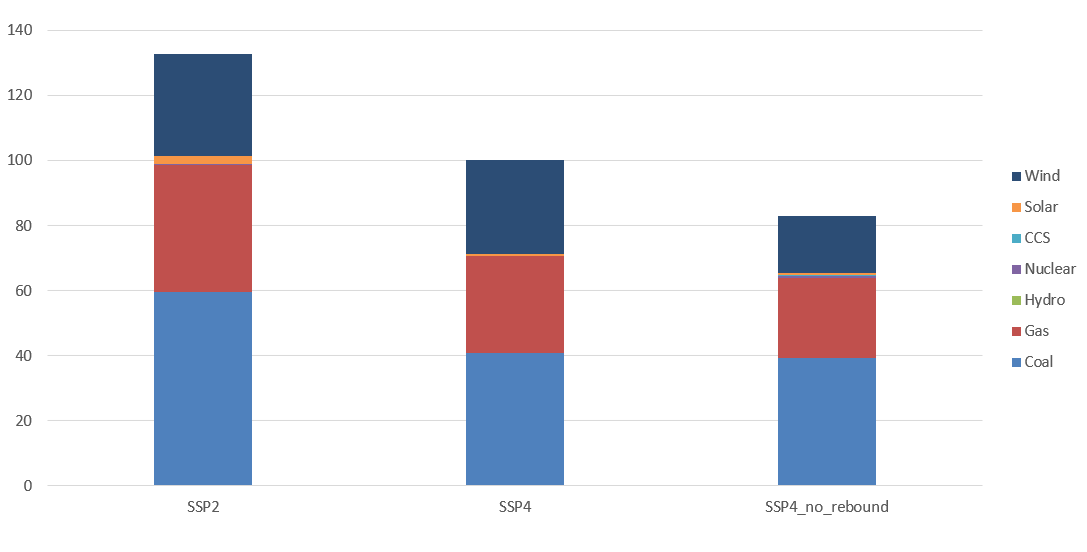 140
120
100
80
60
40
20
0
SSP2
SSP4
SSP4_no_rebound
Wind
Solar
CCS
Nuclear
Hydro
Gas
Coal